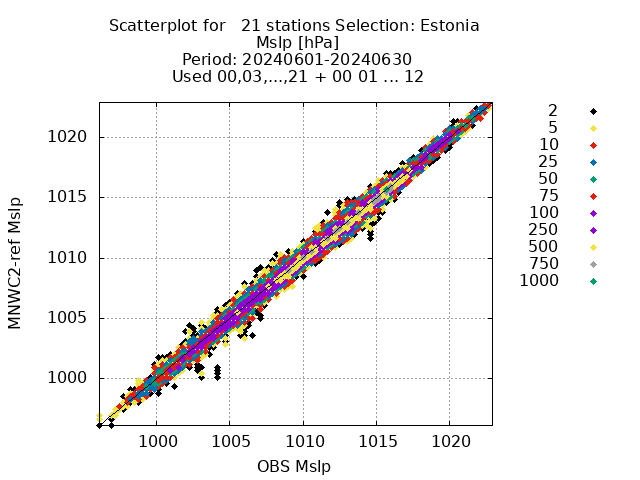 Scatterplot for   21 stations Selection: Estonia
Mslp [hPa]
Period: 20240601-20240630
Used 00,03,...,21 + 00 01 ... 12
MNWC2-ref Mslp
1020
1015
1010
1005
1000
1000 1005 1010 1015 1020
OBS Mslp
2
5
10
25
50
75
100
250
500
750
1000